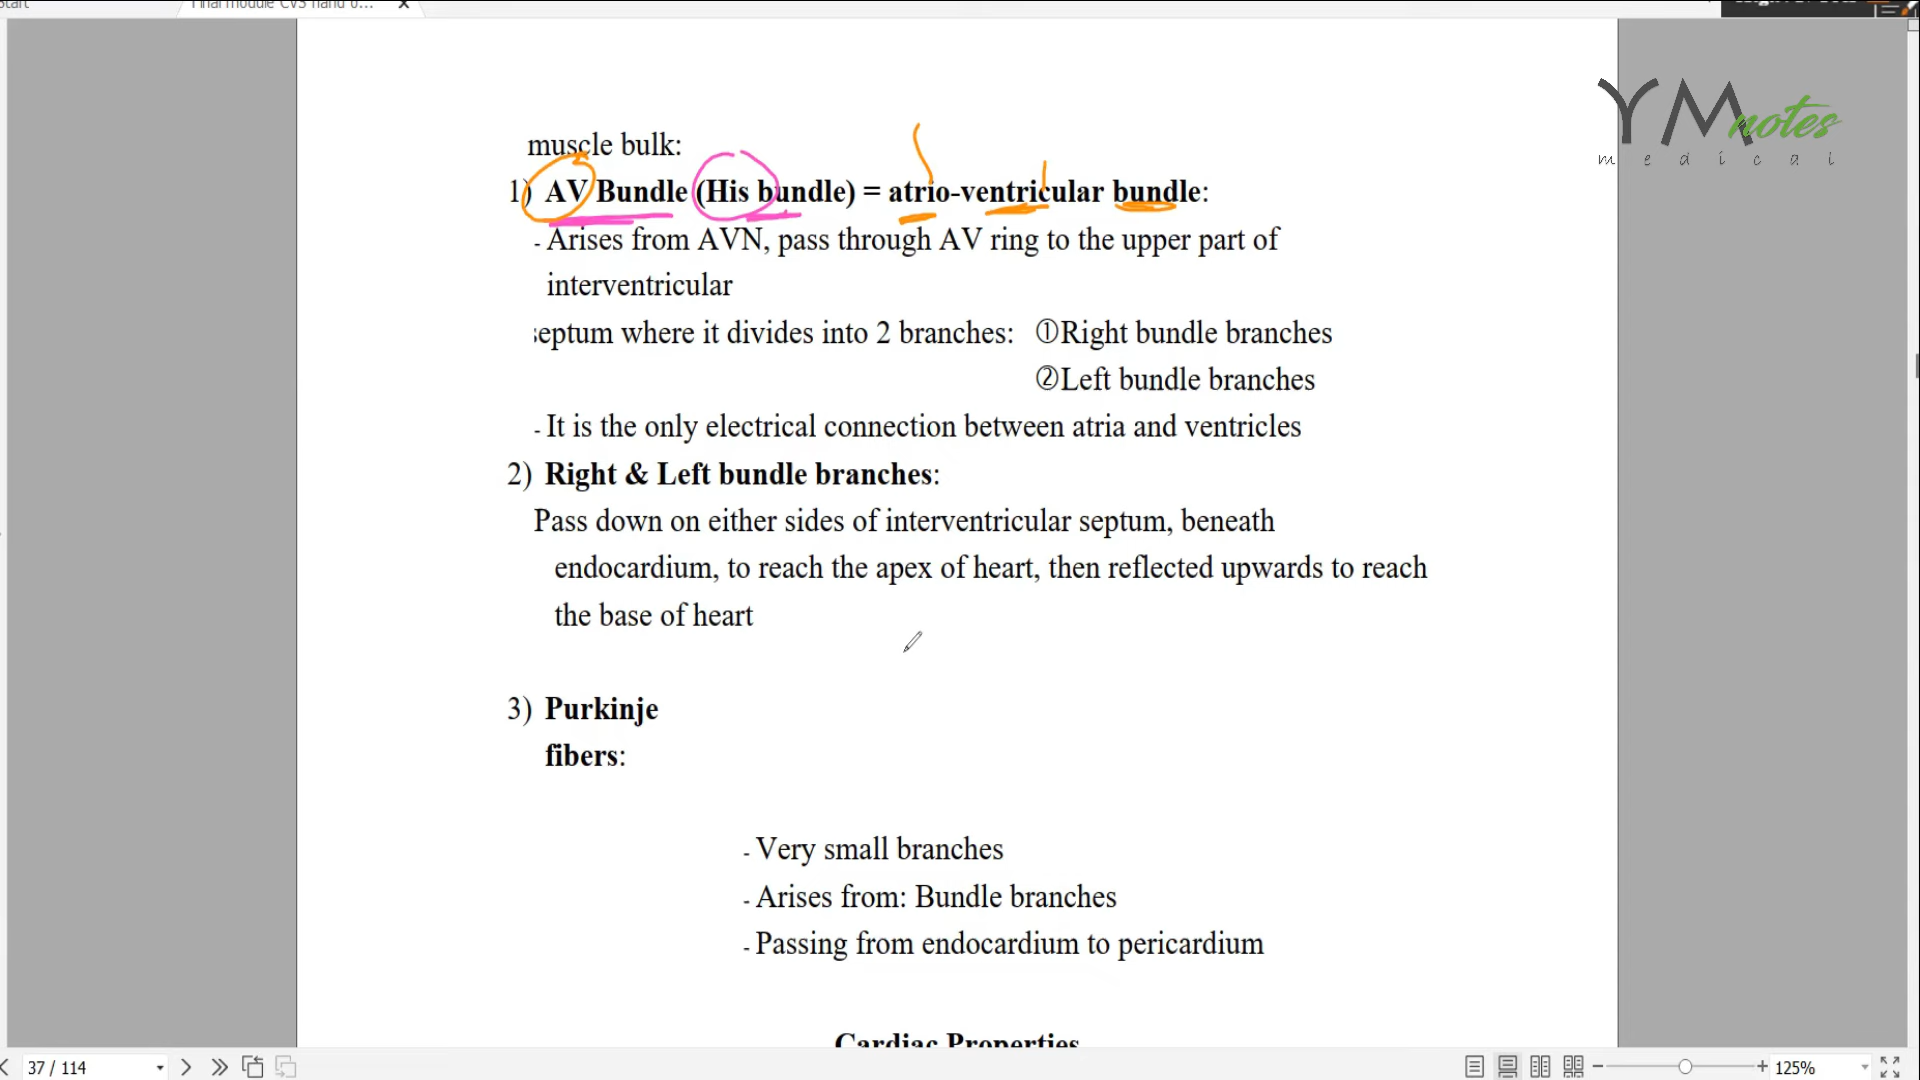 Start
Final module CVS hand o...
YM notes
medical
muscle bulk:
1) AV Bundle (His bundle) = atrio-ventricular bundle:
- Arises from AVN, pass through AV ring to the upper part of
interventricular
septum where it divides into 2 branches: ①Right bundle branches
②Left bundle branches
- It is the only electrical connection between atria and ventricles
2) Right & Left bundle branches:
Pass down on either sides of interventricular septum, beneath
endocardium, to reach the apex of heart, then reflected upwards to reach
the base of heart
3) Purkinje
fibers:
- Very small branches
- Arises from: Bundle branches
- Passing from endocardium to pericardium
Cardiac Properties
37 / 114
125%